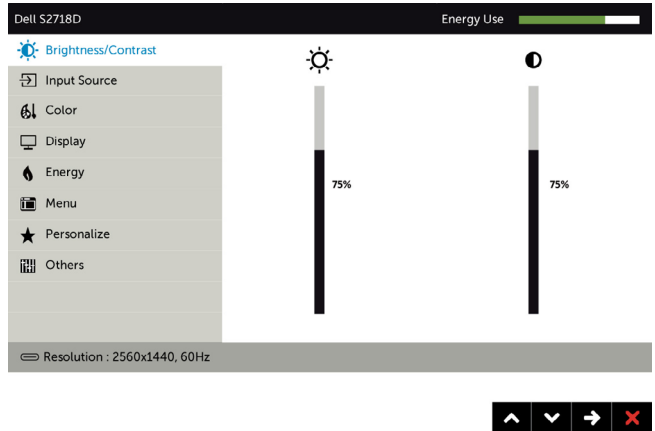 Dell S2718D
Energy Use
Brightness/Contrast
Input Source
Color
Display
Energy
Menu
Personalize
Others
75%
75%
Resolution : 2560x1440, 60Hz